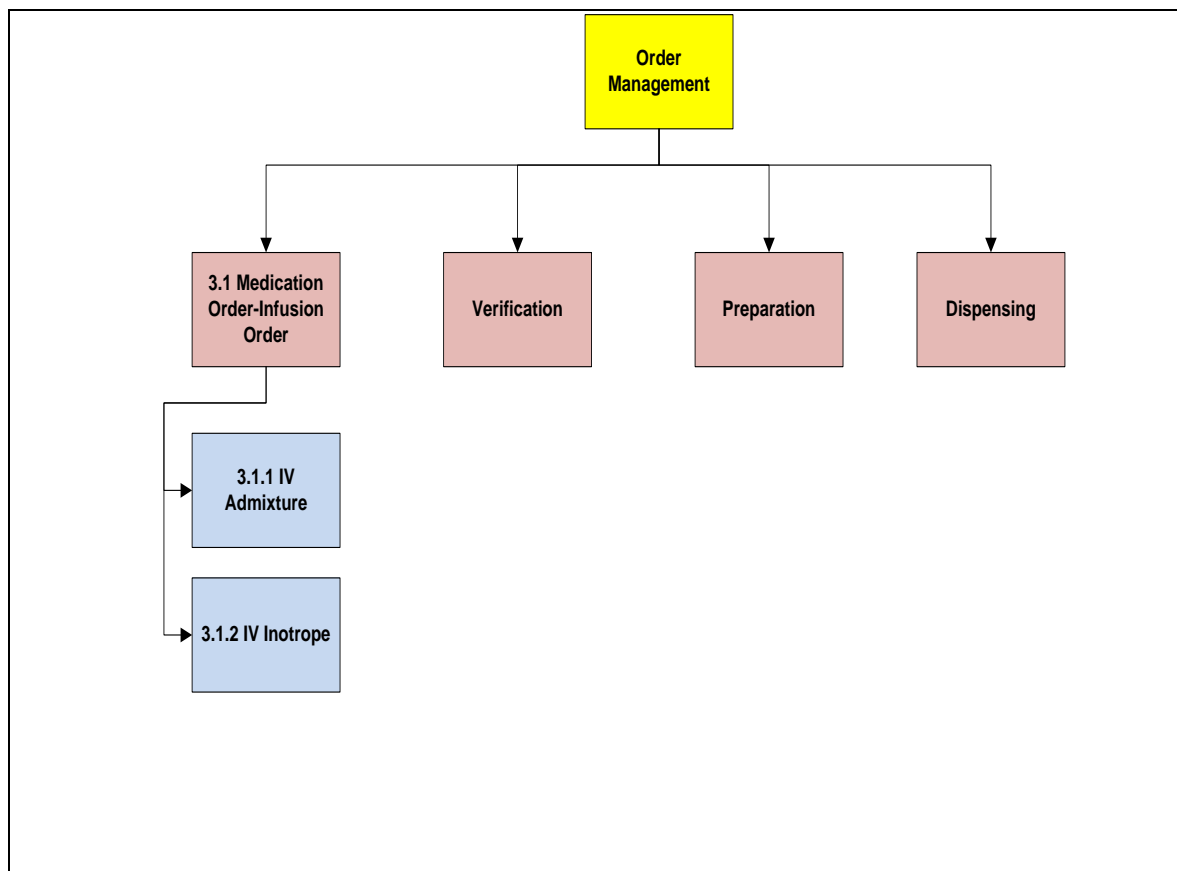 Order
Management
3.1 Medication
Order-Infusion
Order
Verification
Preparation
Dispensing
3.1.1 IV
Admixture
3.1.2 IV Inotrope